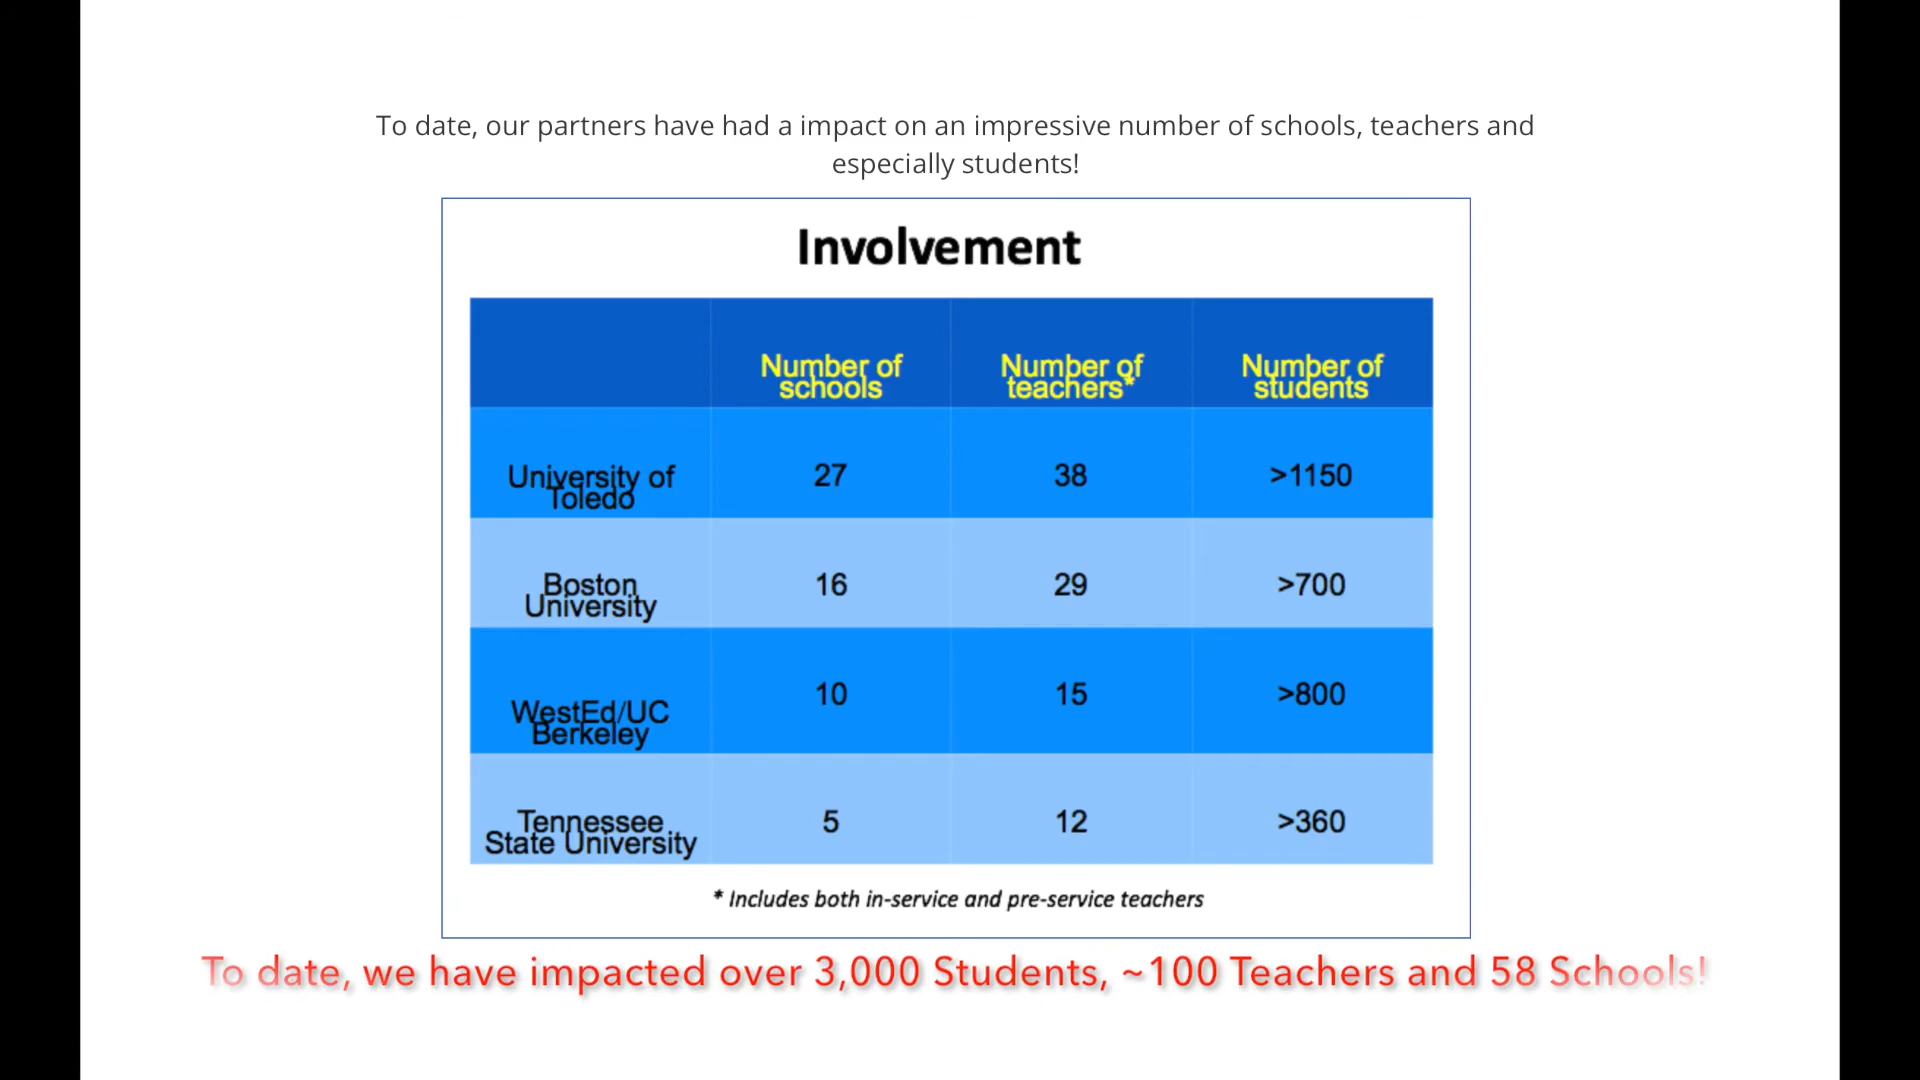 To date, our partners have had a impact on an impressive number of schools, teachers and
especially students!
Involvement
Number of
schools
Number of
teachers*
Number of
students
University of
Toledo
27
38
>1150
Boston
University
16
29
>700
WestEd/UC
Berkeley
10
15
>800
Tennessee
State University
5
12
>360
* Includes both in-service and pre-service teachers
To date, we have impacted over 3,000 Students, ~100 Teachers and 58 Schools!